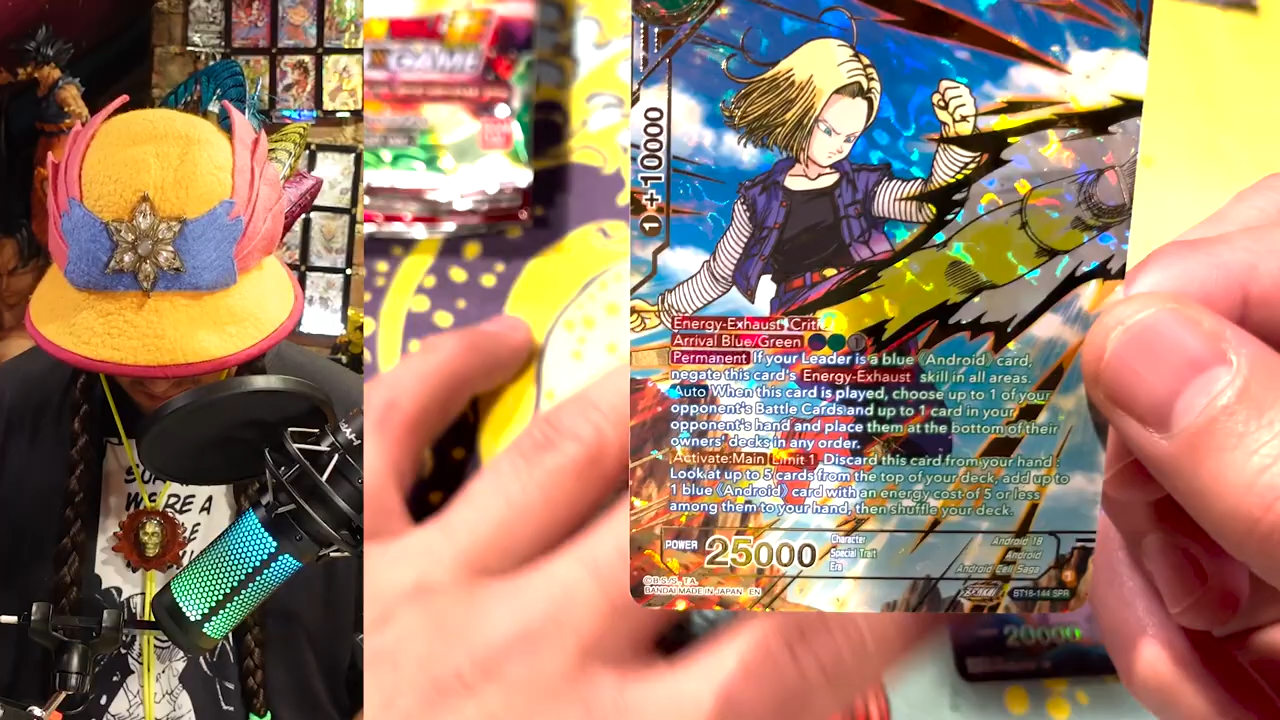 GAME
① +10000
Energy-Exhaust Critic
Arrival Blue/Green ①
Permanent If your Leader is a blue 《Android》 card,
negate this card's Energy-Exhaust skill in all areas.
Auto When this card is played, choose up to 1 of your
opponent's Battle Cards and up to 1 card in your
opponent's hand and place them at the bottom of their
owners' decks in any order.
Activate:Main Limit 1 Discard this card from your hand :
Look at up to 5 cards from the top of your deck, add up to
1 blue 《Android》 card with an energy cost of 5 or less
among them to your hand, then shuffle your deck.
POWER 25000
Character Android 18
Special Trait Android
Era Android Cell Saga
©B.S./S., T.A.
BANDAI MADE IN JAPAN EN
BT18-144 SPR
20000
WE'RE A